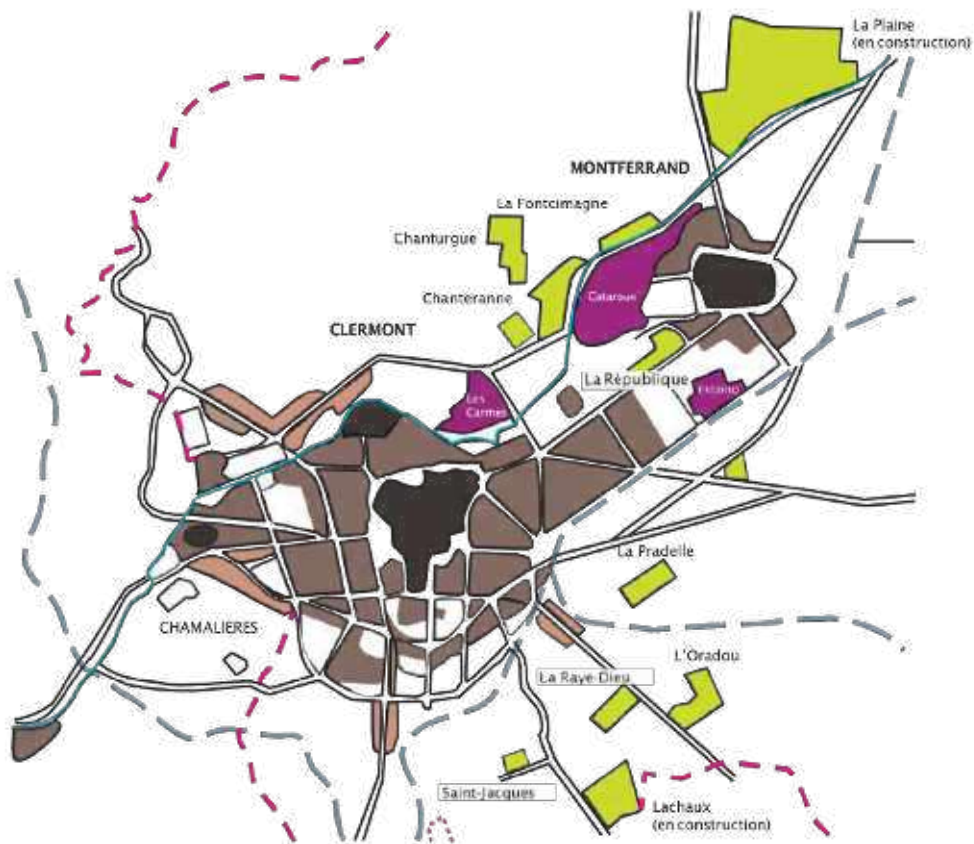 La Plaine
(en construction)
MONTFERRAND
La Fontcimagne
Chanturgue
Chanteranne
Cataroux
CLERMONT
La République
Estaing
Les
Carmes
La Pradelle
CHAMALIERES
L'Oradou
La Raye-Dieu
Saint-Jacques
Lachaux
(en construction)